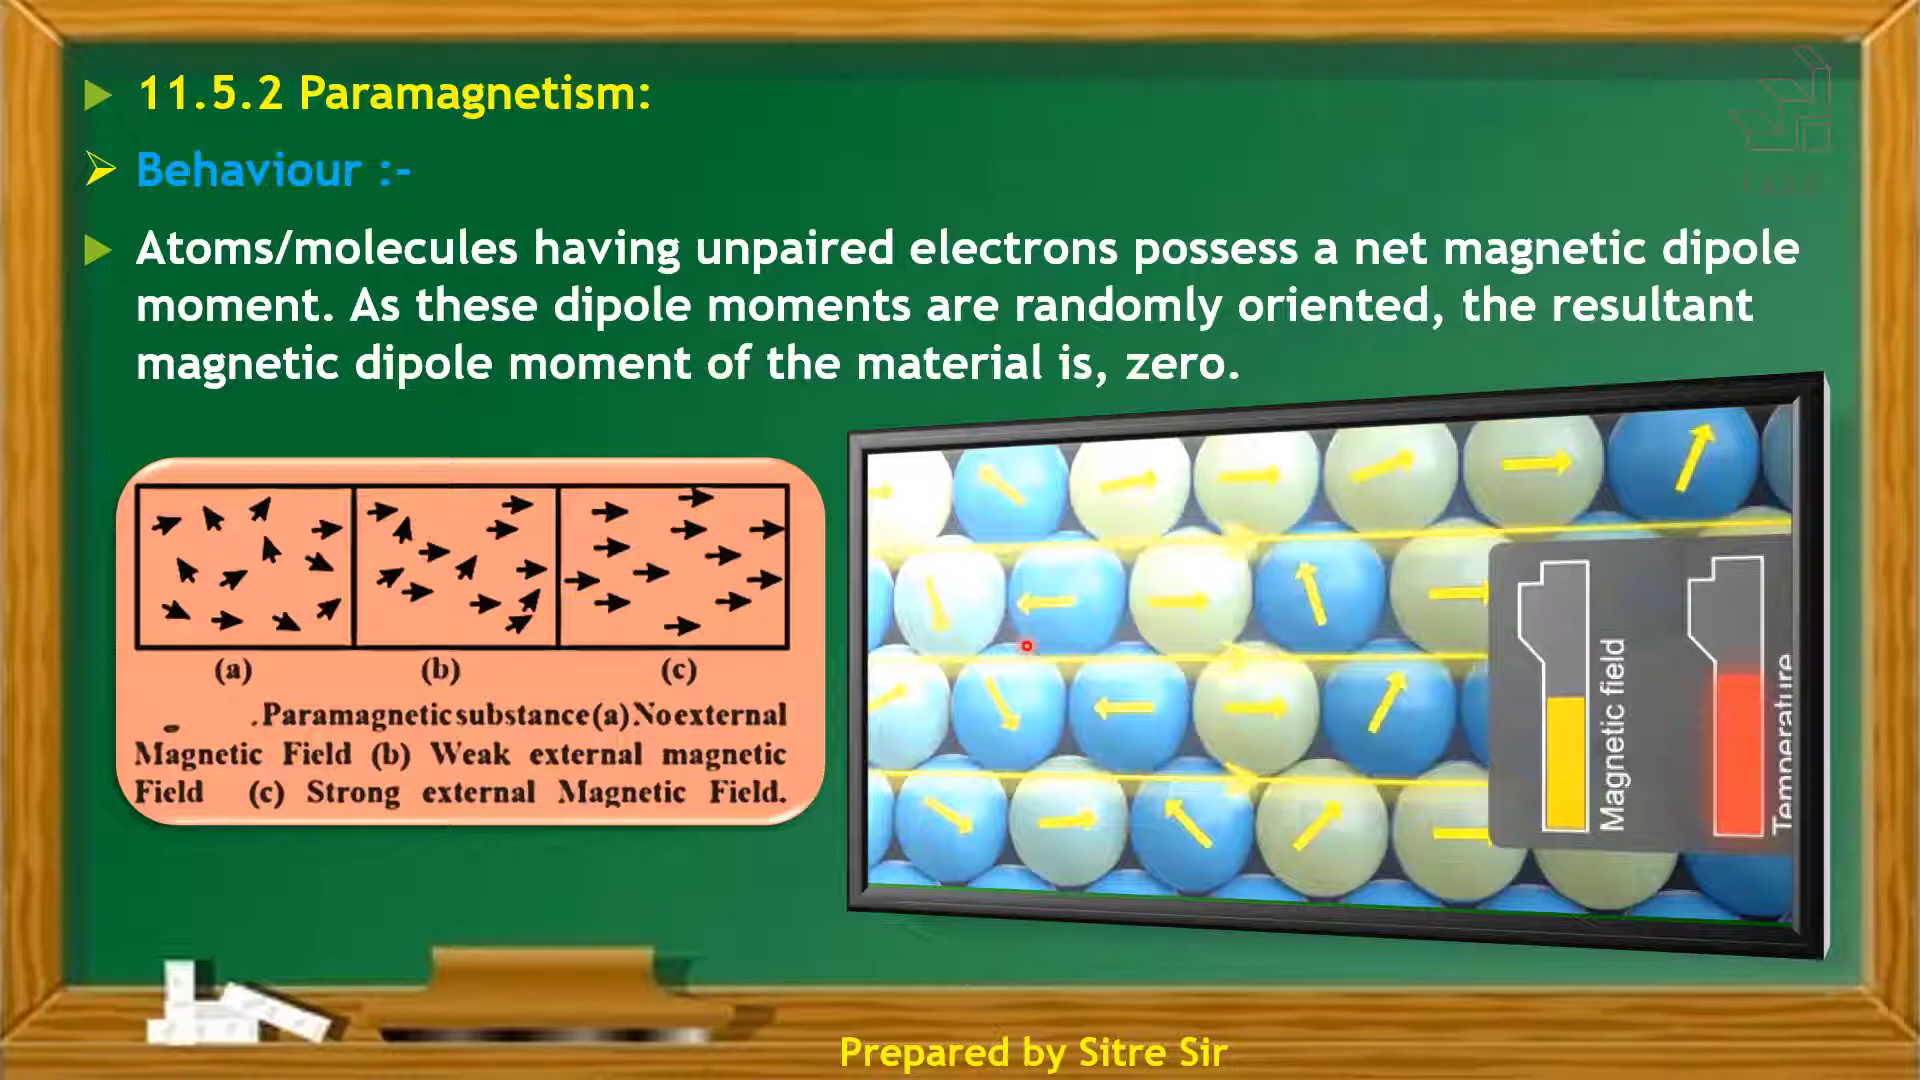 11.5.2 Paramagnetism:
Behaviour :-
Atoms/molecules having unpaired electrons possess a net magnetic dipole
moment. As these dipole moments are randomly oriented, the resultant
magnetic dipole moment of the material is, zero.
(a) (b) (c)
.Paramagnetic substance (a) No external
Magnetic Field (b) Weak external magnetic
Field (c) Strong external Magnetic Field.
Magnetic field
Temperature
Prepared by Sitre Sir